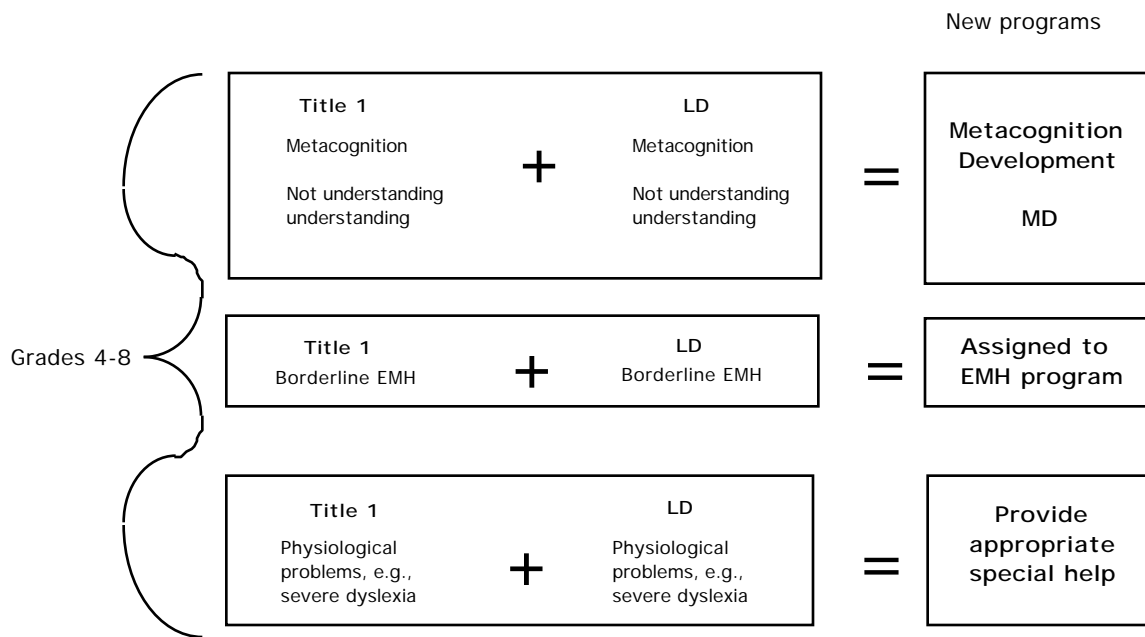 New programs
Title 1
LD
Metacognition
Metacognition
Not understanding
understanding
Not understanding
understanding
+
=
Metacognition
Development
MD
Grades 4-8
Title 1
LD
Borderline EMH
Borderline EMH
+
=
Assigned to
EMH program
Title 1
LD
Physiological
problems, e.g.,
severe dyslexia
Physiological
problems, e.g.,
severe dyslexia
+
=
Provide
appropriate
special help